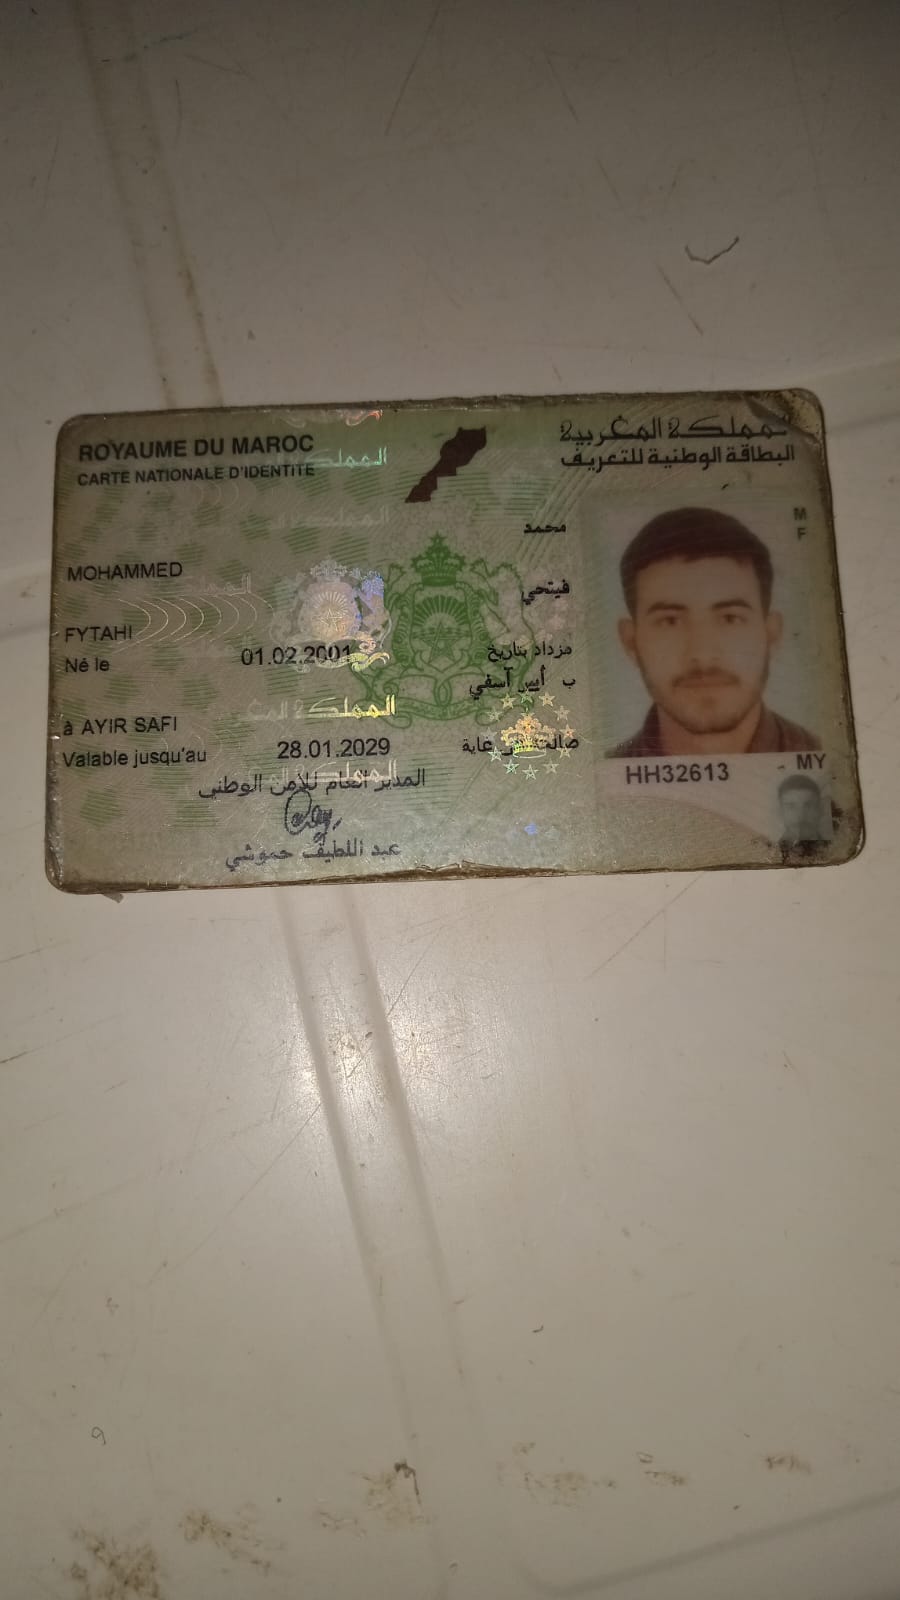 ROYAUME DU MAROC
CARTE NATIONALE D'IDENTITE
المملكة المغربية
البطاقة الوطنية للتعريف
محمد
MOHAMMED
فيتحي
FYTAHI
مزداد بتاريخ
Né le 01.02.2001
ب أيير آسفي
à AYIR SAFI
Valable jusqu'au 28.01.2029
صالحة غاية
المدير العام للأمن الوطني
عبد اللطيف حموشي
M
F
HH32613
MY